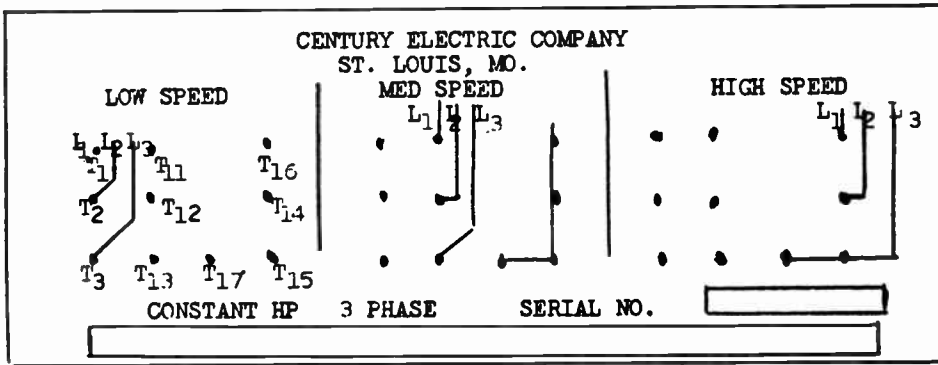 CENTURY ELECTRIC COMPANY
ST. LOUIS, MO.
LOW SPEED
MED SPEED
HIGH SPEED
L1 L2 L3
L1 L2 L3
L1 L2 L3
T1 T11 T16
T2 T12 T14
T3 T13 T17 T15
CONSTANT HP 3 PHASE SERIAL NO.